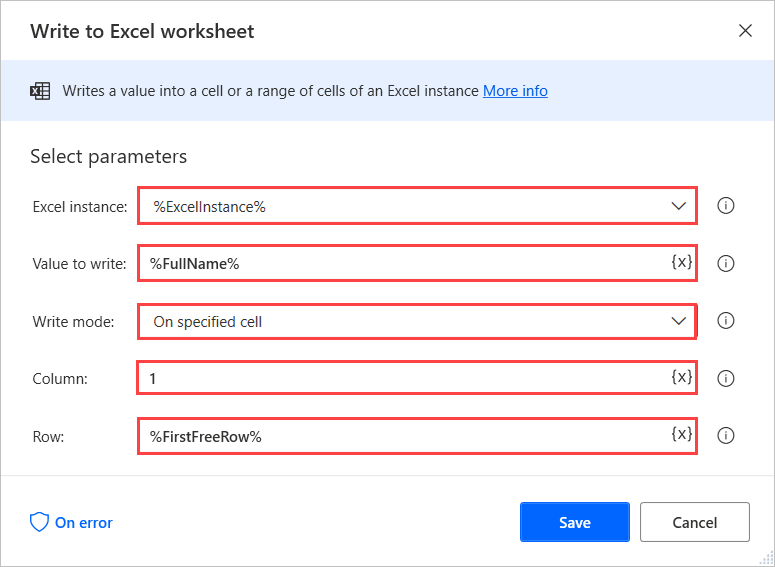 Write to Excel worksheet
Writes a value into a cell or a range of cells of an Excel instance More info
Select parameters
Excel instance: %ExcelInstance%
Value to write: %FullName% {x}
Write mode: On specified cell
Column: 1 {x}
Row: %FirstFreeRow% {x}
On error Save Cancel